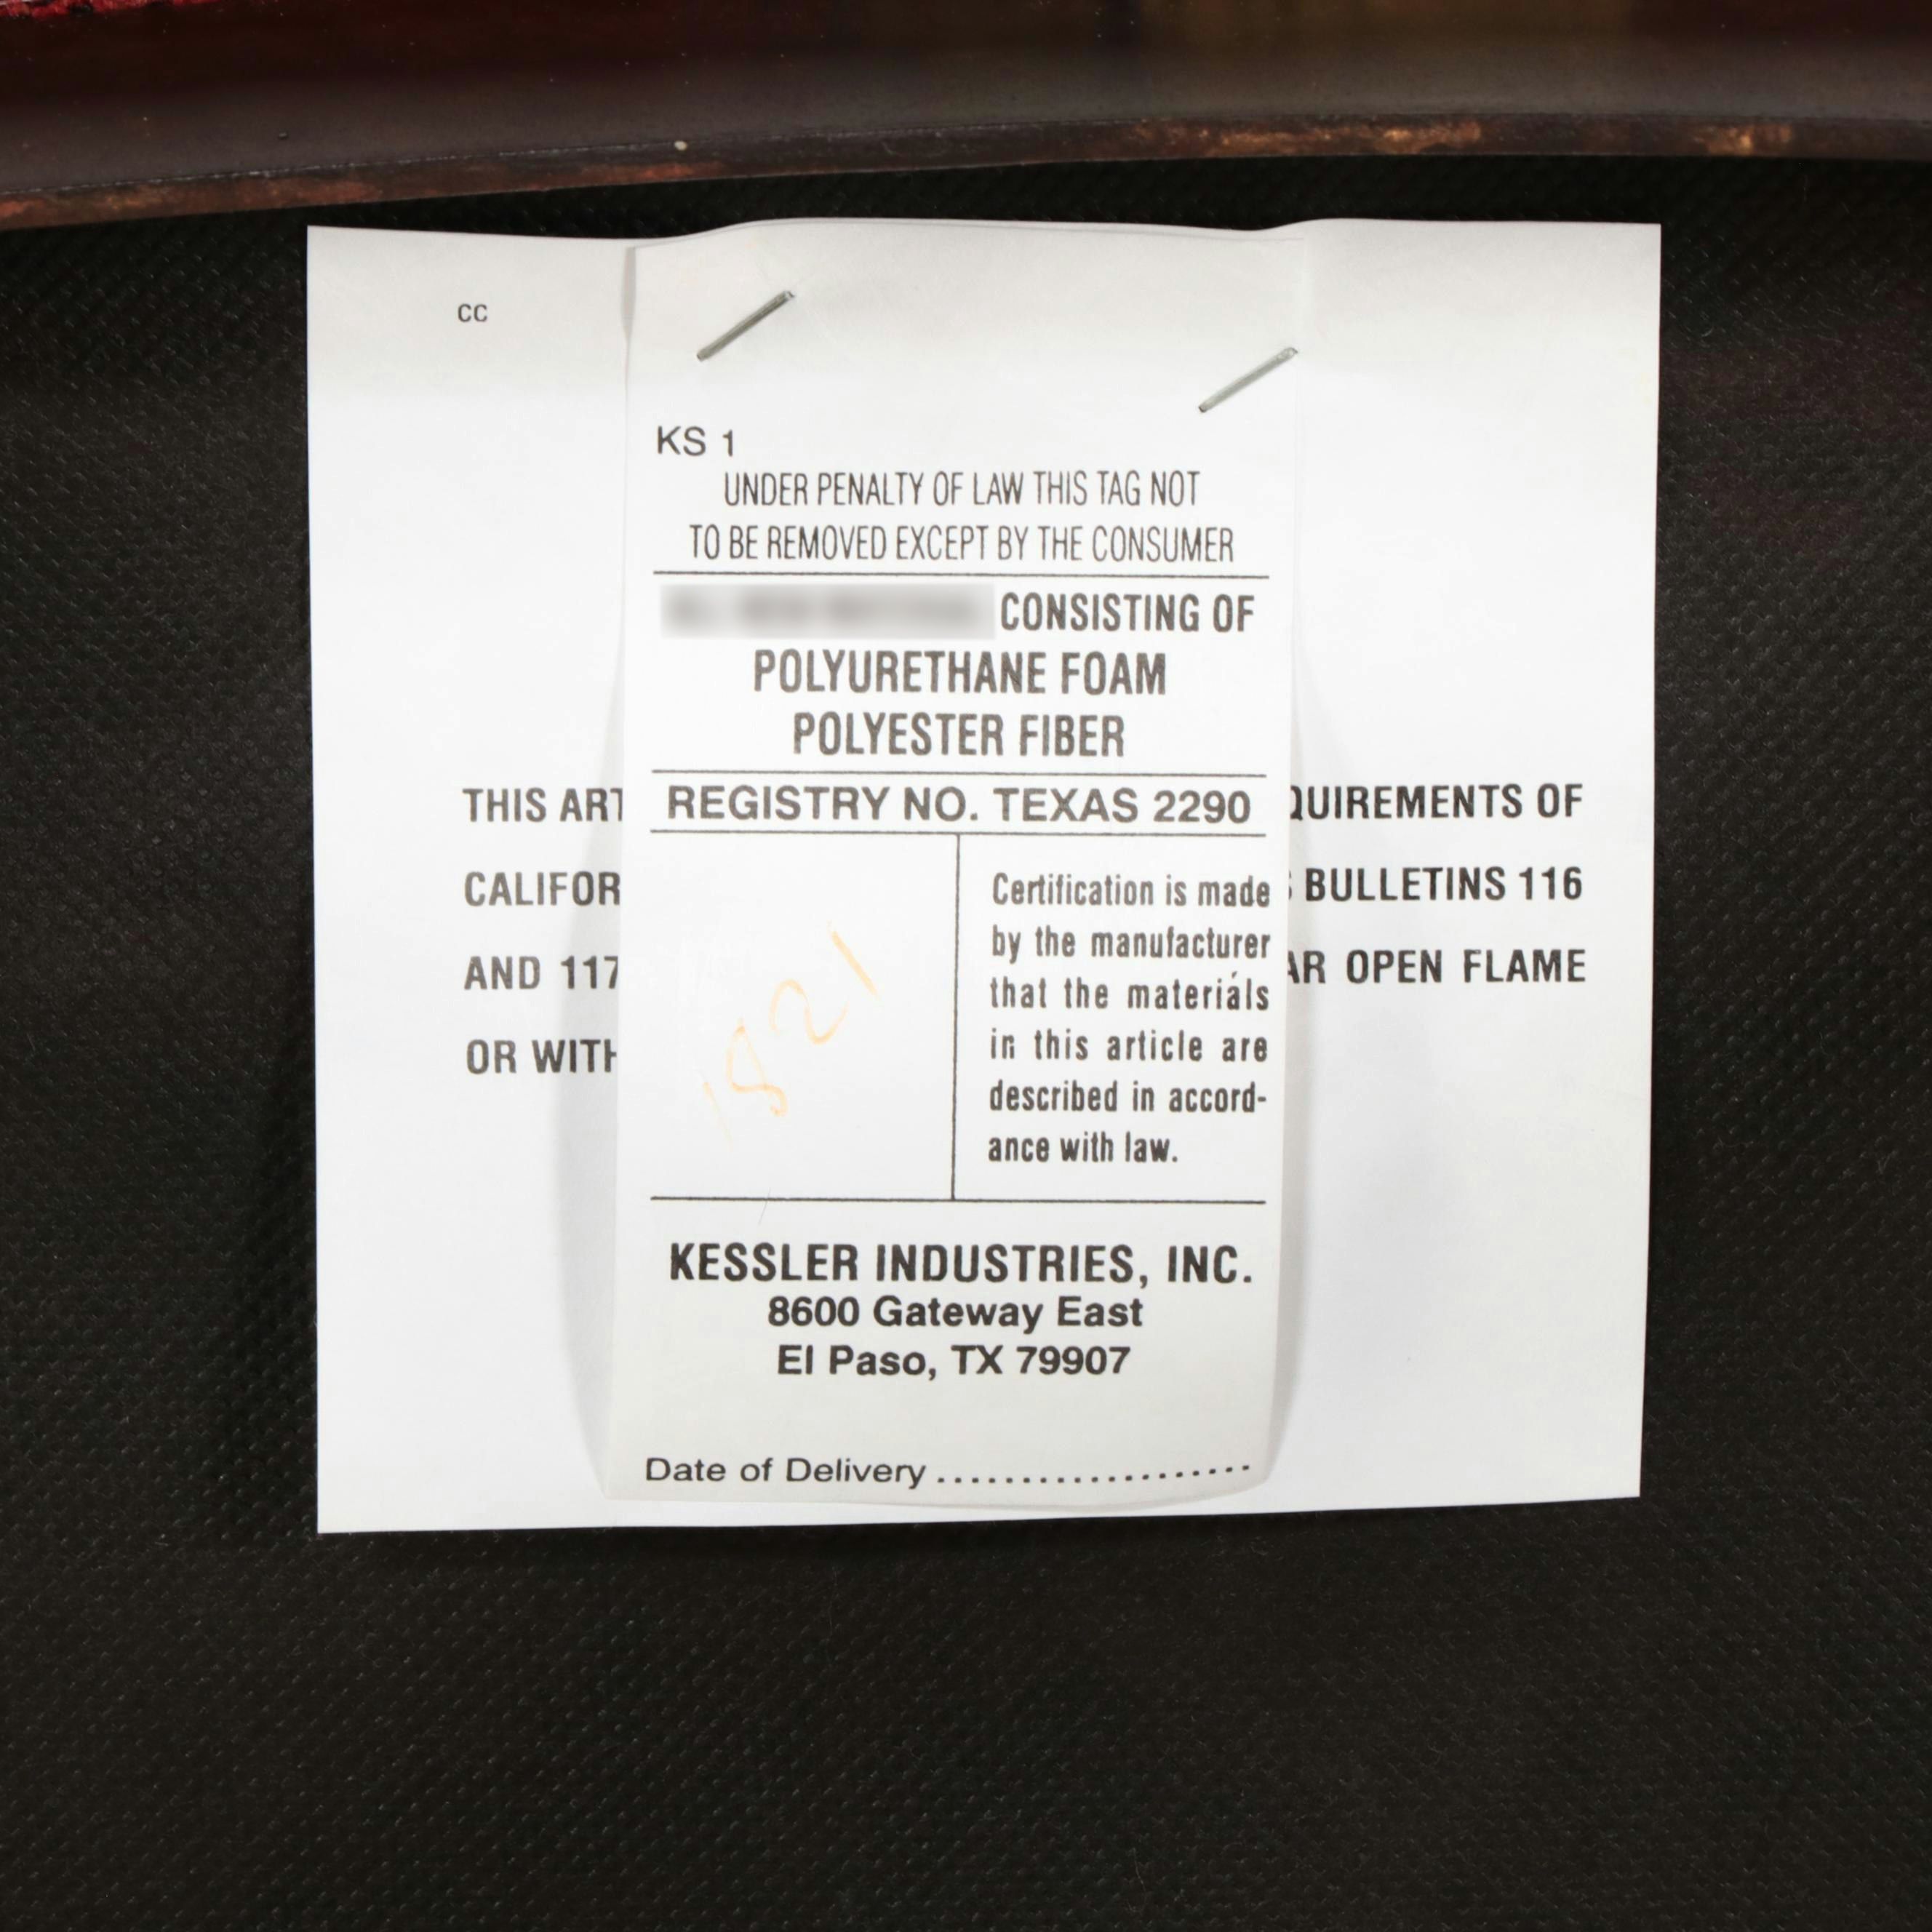 CC
KS 1
UNDER PENALTY OF LAW THIS TAG NOT
TO BE REMOVED EXCEPT BY THE CONSUMER
CONSISTING OF
POLYURETHANE FOAM
POLYESTER FIBER
REGISTRY NO. TEXAS 2290
1821
Certification is made
by the manufacturer
that the materials
in this article are
described in accord-
ance with law.
KESSLER INDUSTRIES, INC.
8600 Gateway East
El Paso, TX 79907
Date of Delivery ...................
THIS ART QUIREMENTS OF
CALIFOR S BULLETINS 116
AND 117 AR OPEN FLAME
OR WITH